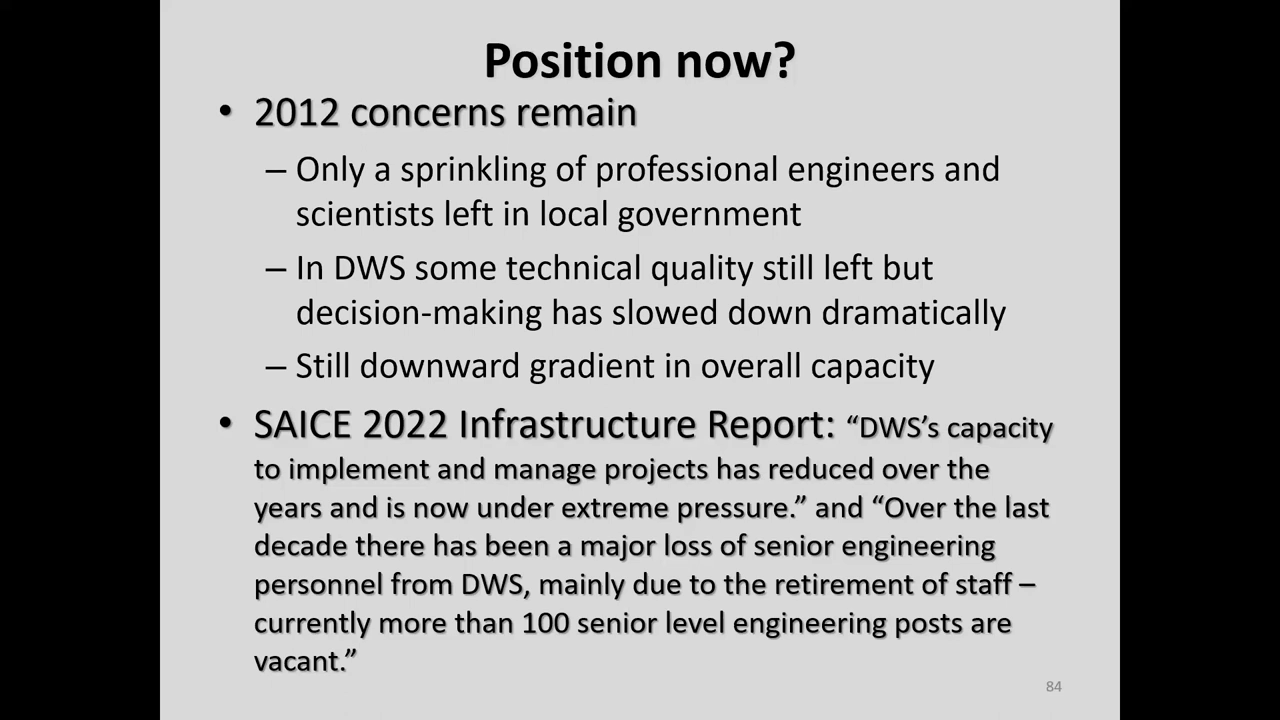 Position now?
• 2012 concerns remain
– Only a sprinkling of professional engineers and
scientists left in local government
– In DWS some technical quality still left but
decision-making has slowed down dramatically
– Still downward gradient in overall capacity
• SAICE 2022 Infrastructure Report: “DWS’s capacity
to implement and manage projects has reduced over the
years and is now under extreme pressure.” and “Over the last
decade there has been a major loss of senior engineering
personnel from DWS, mainly due to the retirement of staff –
currently more than 100 senior level engineering posts are
vacant.”
84